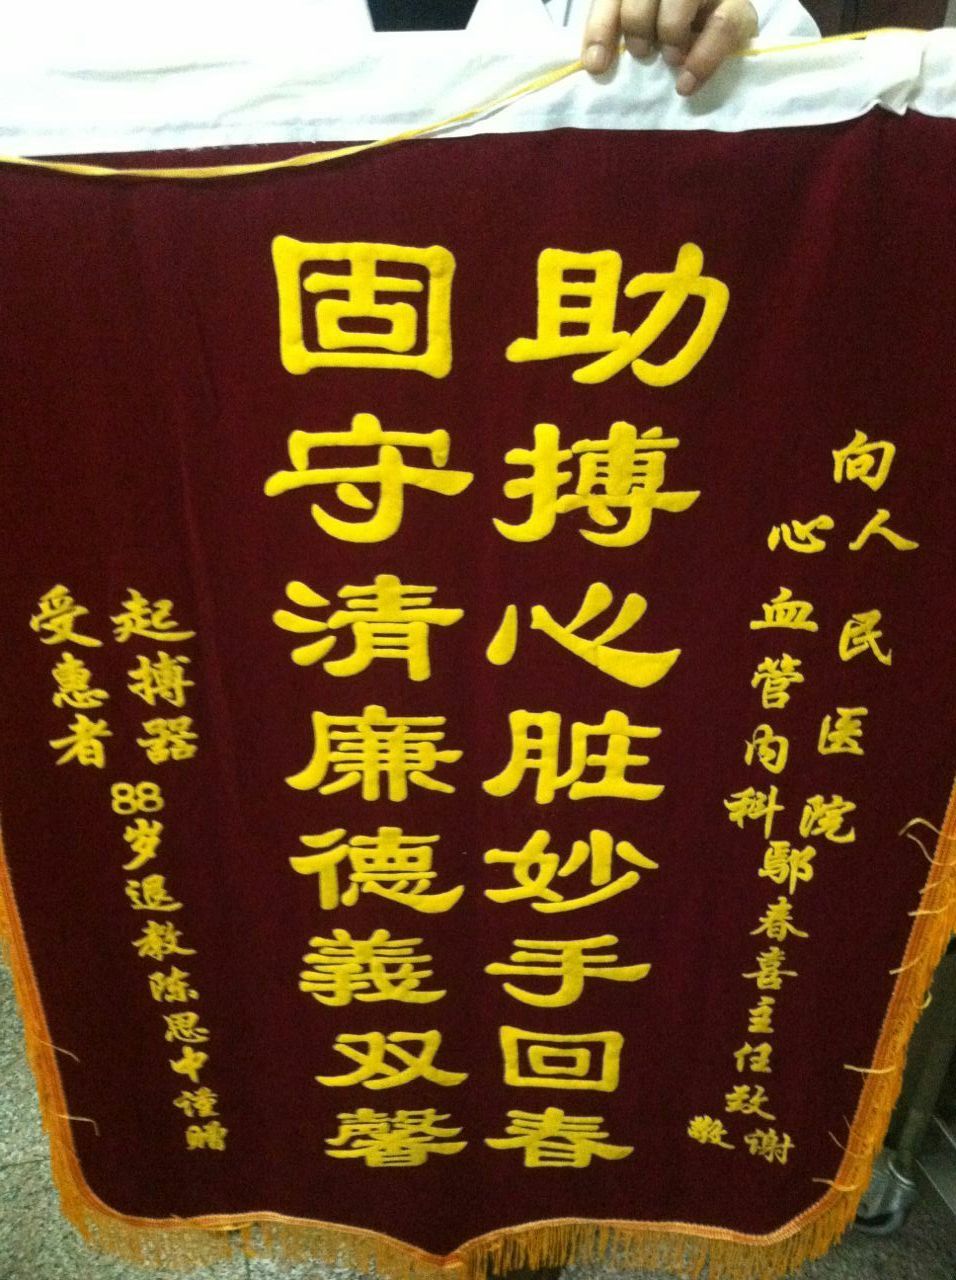 向人民医院
心血管内科鄢春喜主任致谢
敬
助搏心脏妙手回春
固守清廉德義双馨
起搏器
受惠者
88岁退教陈思中谨赠